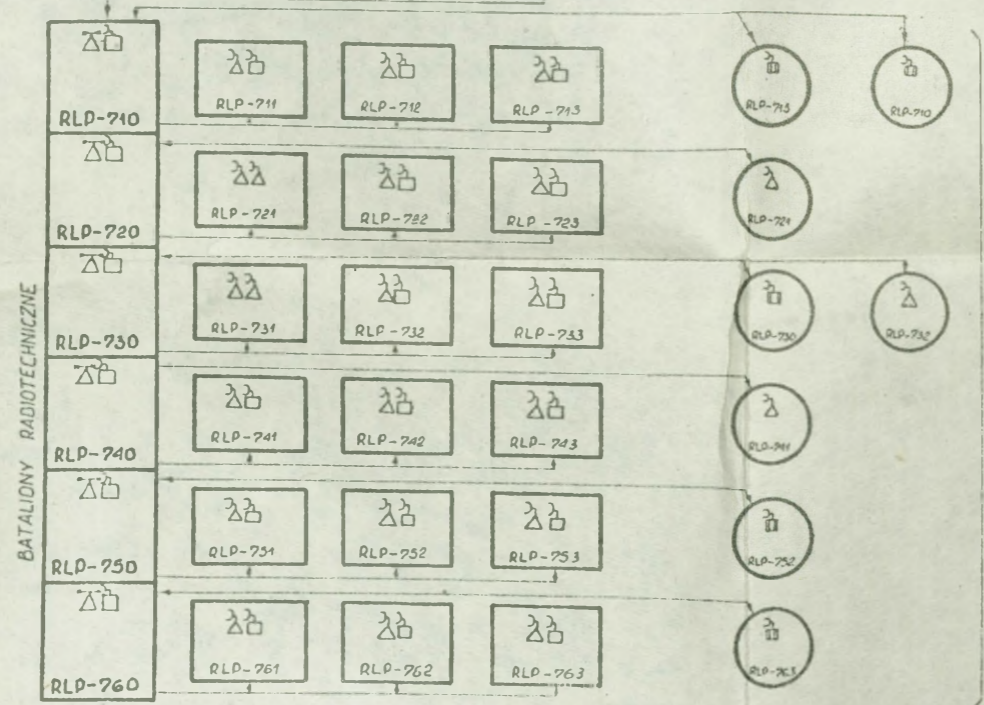 RLP-710
RLP-711
RLP-712
RLP-713
RLP-713
RLP-710
RLP-720
RLP-721
RLP-722
RLP-723
RLP-721
RLP-730
RLP-731
RLP-732
RLP-733
RLP-730
RLP-732
RLP-740
RLP-741
RLP-742
RLP-743
RLP-741
RLP-750
RLP-751
RLP-752
RLP-753
RLP-752
RLP-760
RLP-761
RLP-762
RLP-763
RLP-763
BATALIONY RADIOTECHNICZNE